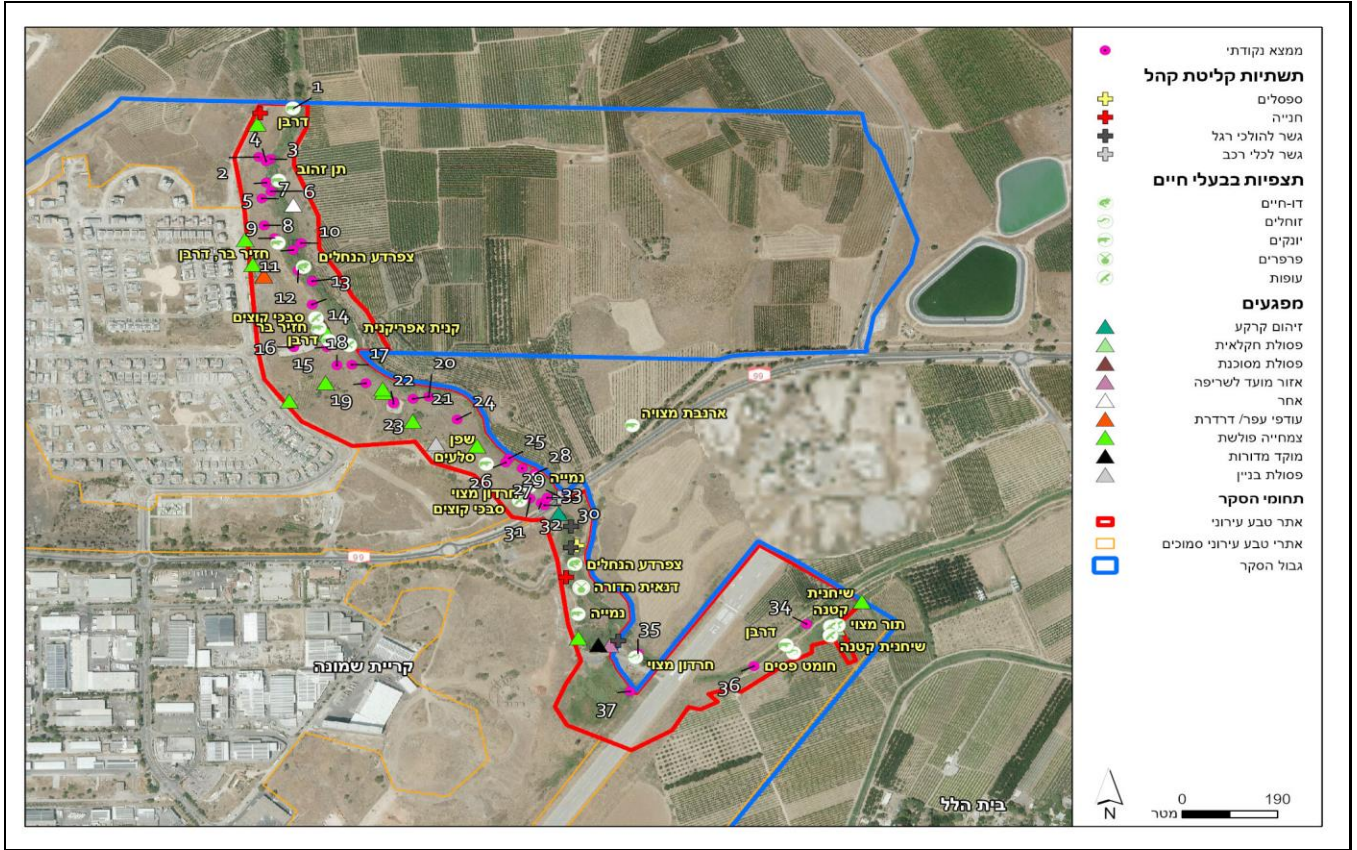 1
דרבן
4
3
2
תן זהוב
7
6
5
8
9
10
חזיר בר, דרבן
צפרדע הנחלים
11
13
12
סבכי קוצים
14
חזיר בר
קנית אפריקנית
דרבן
18
16
17
15
20
22
19
21
24
23
ארנבת מצויה
99
שפן
סלעים
25
28
26
29
נמייה
27
חרדון מצוי
33
סבכי קוצים
30
31
32
99
צפרדע הנחלים
דנאית הדורה
נמייה
שיחנית
קטנה
34
תור מצוי
דרבן
שיחנית קטנה
35
חרדון מצוי
חומט פסים
36
קריית שמונה
37
בית הלל
ממצא נקודתי
תשתיות קליטת קהל
ספסלים
חנייה
גשר להולכי רגל
גשר לכלי רכב
תצפיות בבעלי חיים
דו-חיים
זוחלים
יונקים
פרפרים
עופות
מפגעים
זיהום קרקע
פסולת חקלאית
פסולת מסוכנת
אזור מועד לשריפה
אחר
עודפי עפר/ דרדרת
צמחייה פולשת
מוקד מדורות
פסולת בניין
תחומי הסקר
אתר טבע עירוני
אתרי טבע עירוני סמוכים
גבול הסקר
N
0
190
מטר